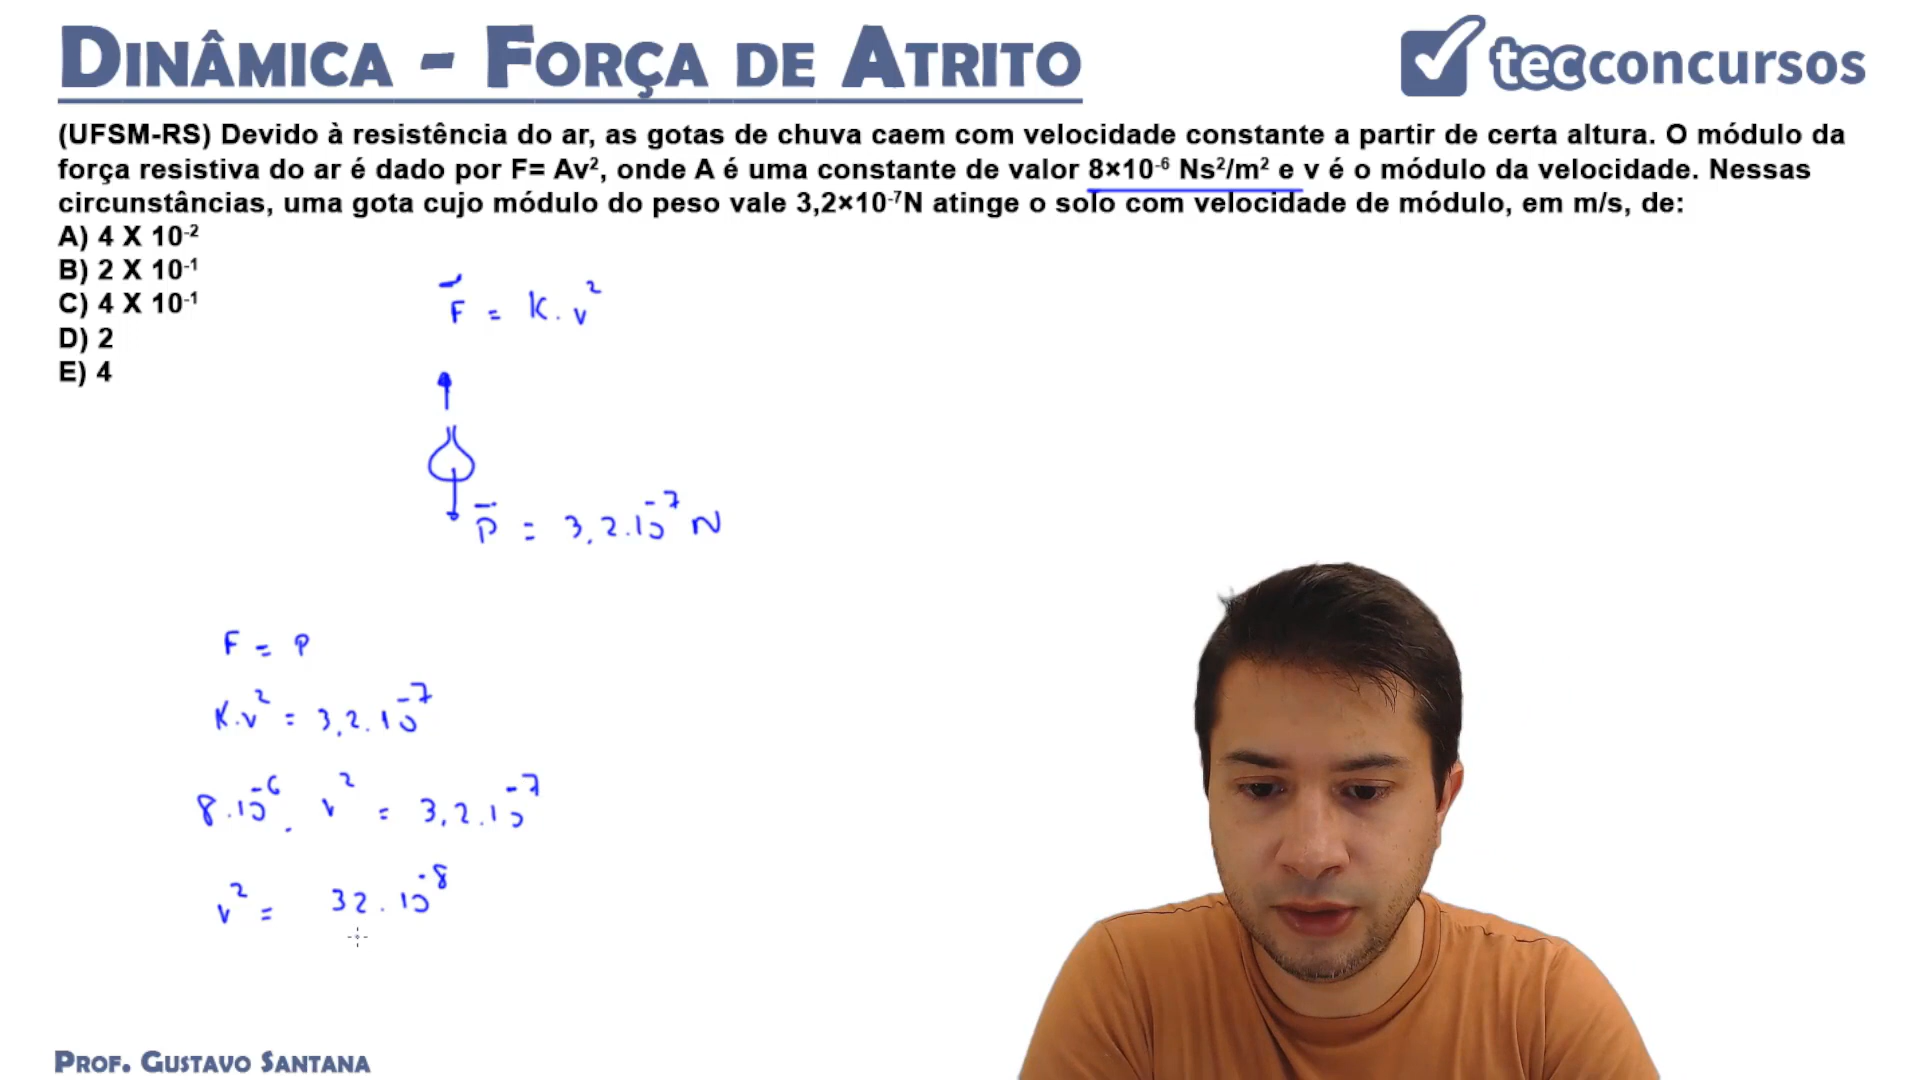 DINÂMICA - FORÇA DE ATRITO
tecconcursos
(UFSM-RS) Devido à resistência do ar, as gotas de chuva caem com velocidade constante a partir de certa altura. O módulo da
força resistiva do ar é dado por F= Av², onde A é uma constante de valor 8×10⁻⁶ Ns²/m² e v é o módulo da velocidade. Nessas
circunstâncias, uma gota cujo módulo do peso vale 3,2×10⁻⁷N atinge o solo com velocidade de módulo, em m/s, de:
A) 4 X 10⁻²
B) 2 X 10⁻¹
C) 4 X 10⁻¹
D) 2
E) 4
F = K.v²
P = 3,2.10⁻⁷ N
F = P
K.v² = 3,2.10⁻⁷
8.10⁻⁶. v² = 3,2.10⁻⁷
v² = 32.10⁻⁸
PROF. GUSTAVO SANTANA